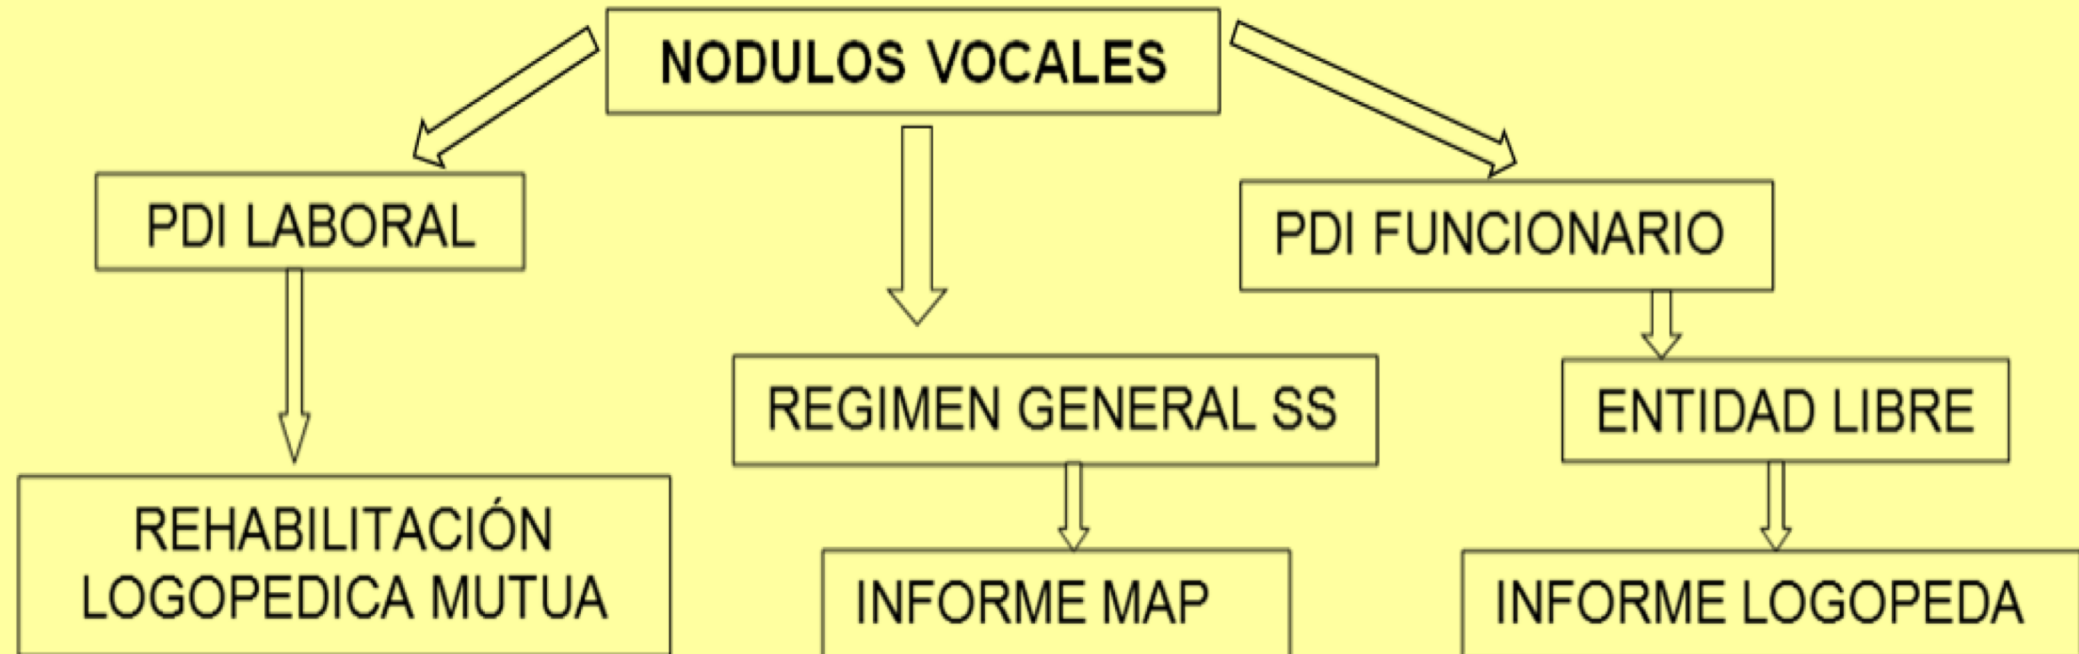 NODULOS VOCALES
PDI LABORAL
PDI FUNCIONARIO
REGIMEN GENERAL SS
ENTIDAD LIBRE
REHABILITACIÓN
LOGOPEDICA MUTUA
INFORME MAP
INFORME LOGOPEDA